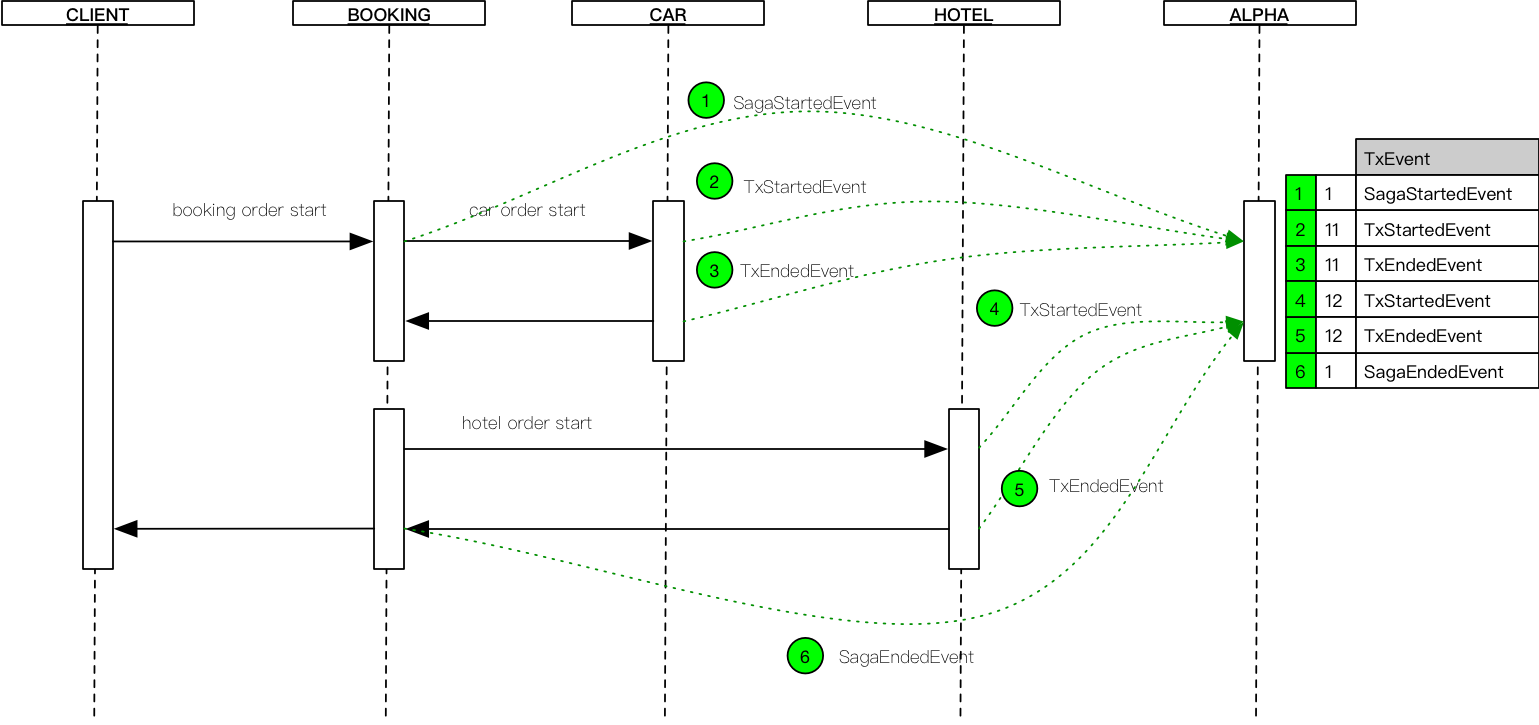 CLIENT
BOOKING
CAR
HOTEL
ALPHA
1 SagaStartedEvent
2 TxStartedEvent
booking order start
car order start
3 TxEndedEvent
4 TxStartedEvent
hotel order start
5 TxEndedEvent
6 SagaEndedEvent
TxEvent
1 1 SagaStartedEvent
2 11 TxStartedEvent
3 11 TxEndedEvent
4 12 TxStartedEvent
5 12 TxEndedEvent
6 1 SagaEndedEvent